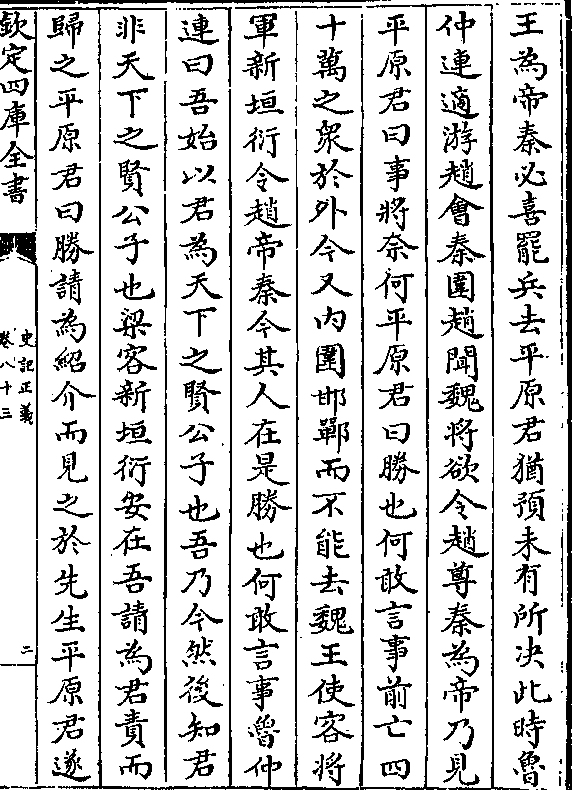 王為帝秦必喜罷兵去平原君猶預未有所決此時魯
仲連適游趙會秦圍趙聞魏將欲令趙尊秦為帝乃見
平原君曰事將奈何平原君曰勝也何敢言事前亡四
十萬之衆於外今又内圍邯鄲而不能去魏王使客將
軍新垣衍令趙帝秦今其人在是勝也何敢言事魯仲
連曰吾始以君為天下之賢公子也吾乃今然後知君
非天下之賢公子也梁客新垣衍安在吾請為君責而
歸之平原君曰勝請為紹介而見之於先生平原君遂
欽定四庫全書
史記正義
卷八十三
二